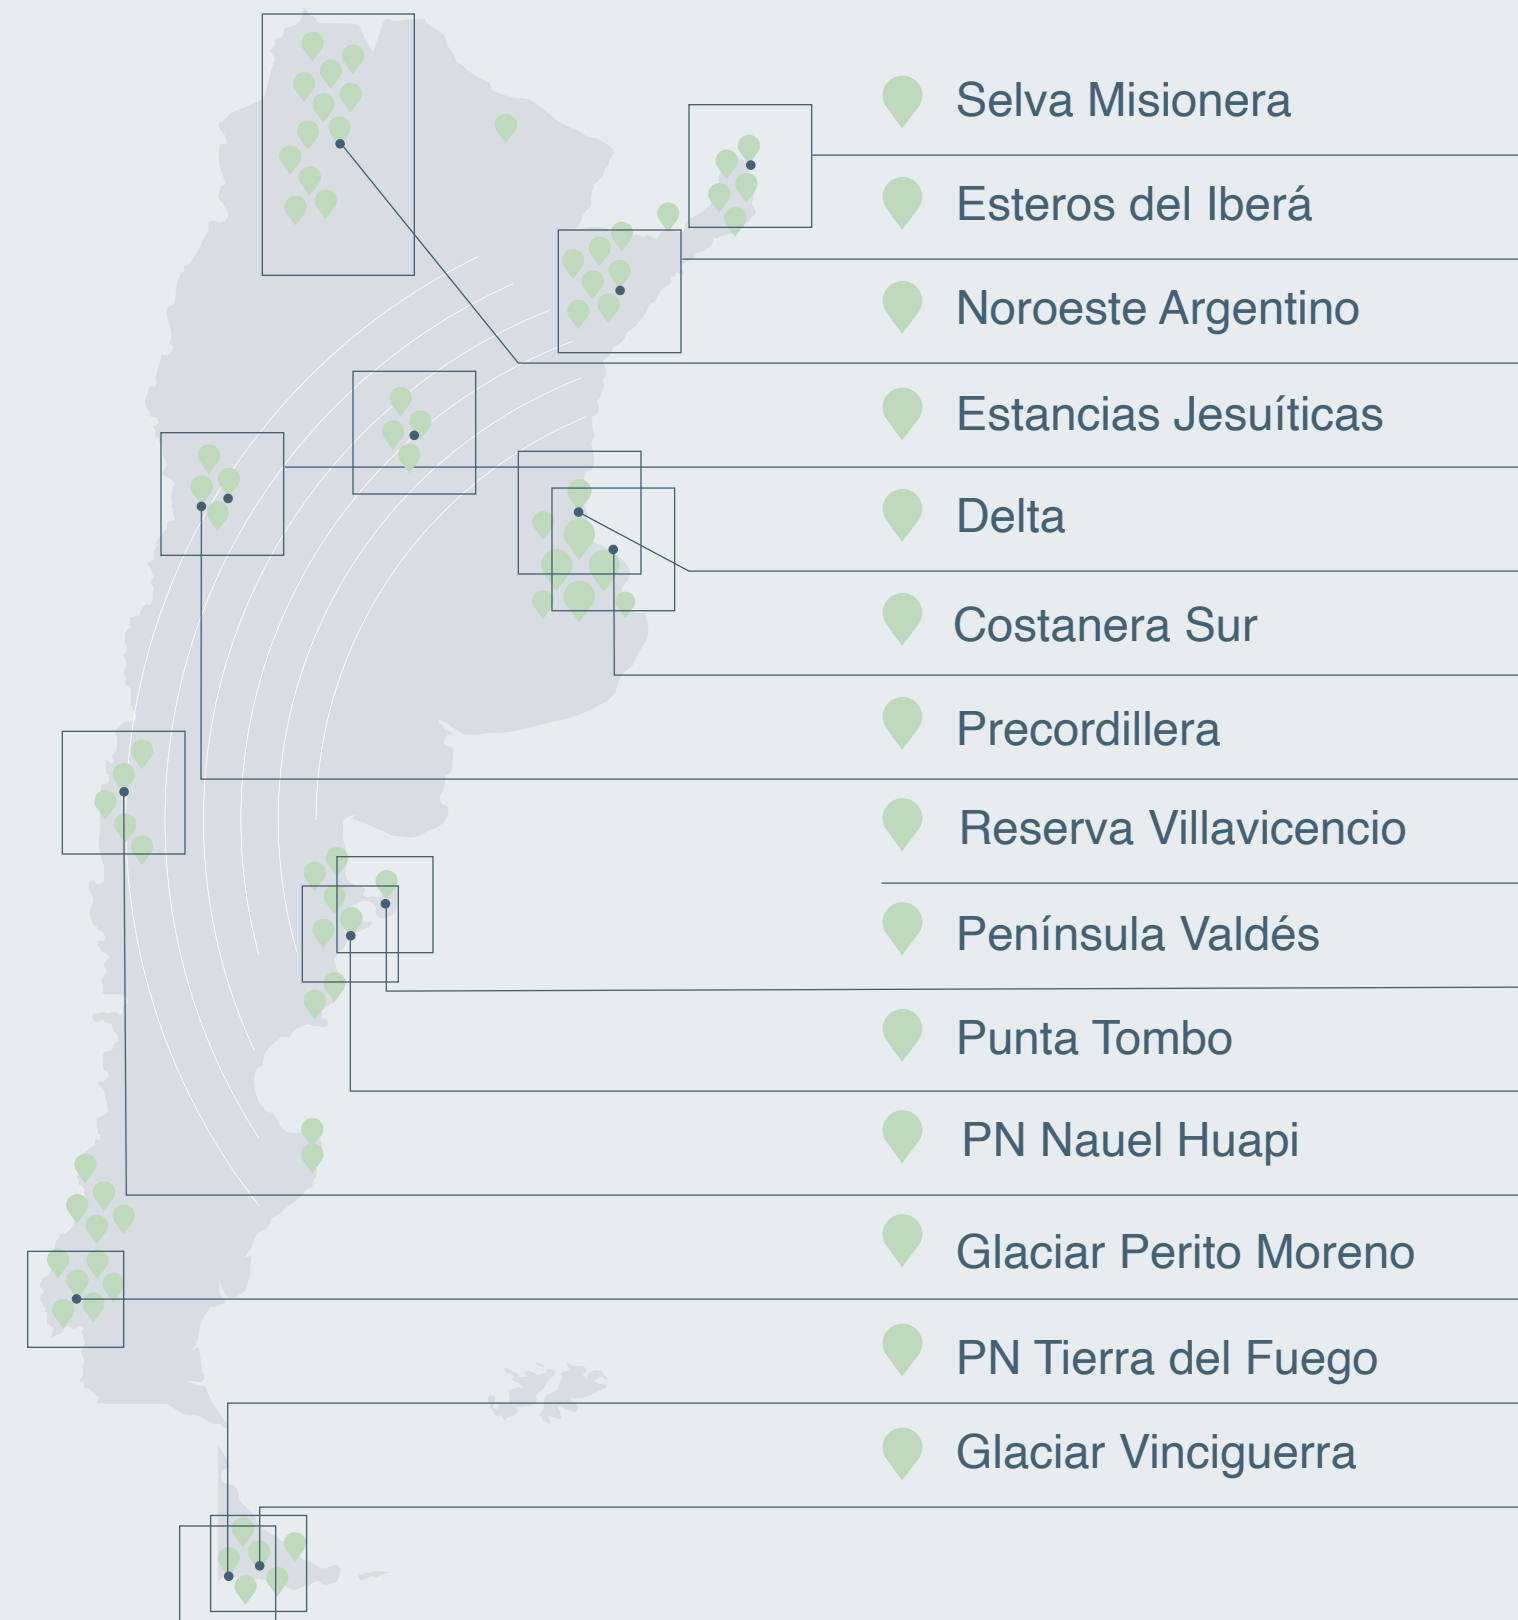 Selva Misionera
Esteros del Iberá
Noroeste Argentino
Estancias Jesuíticas
Delta
Costanera Sur
Precordillera
Reserva Villavicencio
Península Valdés
Punta Tombo
PN Nauel Huapi
Glaciar Perito Moreno
PN Tierra del Fuego
Glaciar Vinciguerra